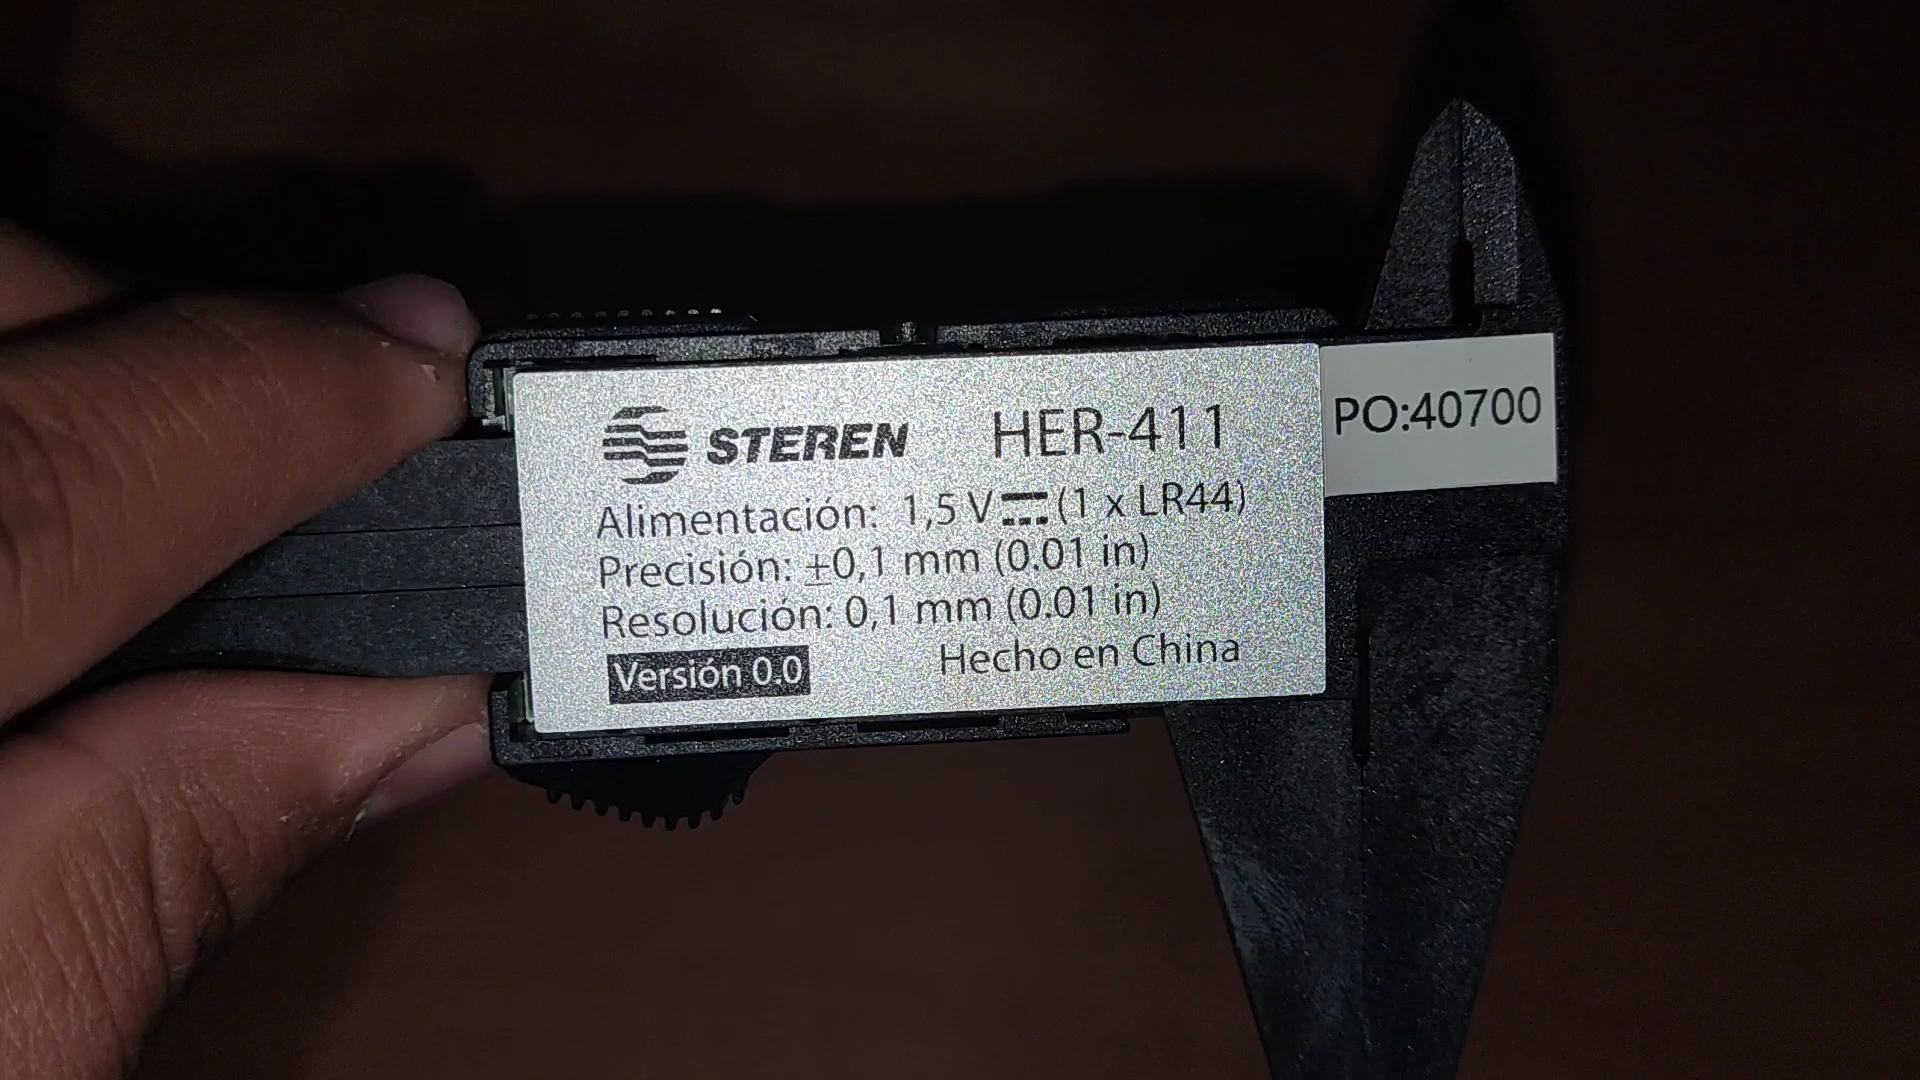 STEREN HER-411
PO:40700
Alimentación: 1,5 V⎓(1 x LR44)
Precisión: ±0,1 mm (0.01 in)
Resolución: 0,1 mm (0.01 in)
Versión 0.0 Hecho en China